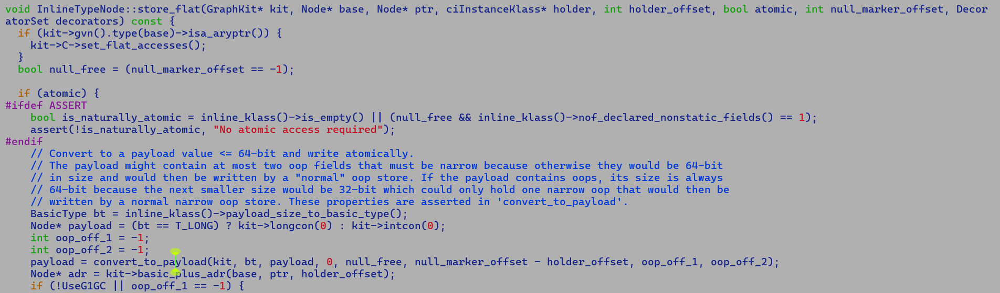 void InlineTypeNode::store_flat(GraphKit* kit, Node* base, Node* ptr, ciInstanceKlass* holder, int holder_offset, bool atomic, int null_marker_offset, Decor
atorSet decorators) const {
  if (kit->gvn().type(base)->isa_aryptr()) {
    kit->C->set_flat_accesses();
  }
  bool null_free = (null_marker_offset == -1);

  if (atomic) {
#ifdef ASSERT
    bool is_naturally_atomic = inline_klass()->is_empty() || (null_free && inline_klass()->nof_declared_nonstatic_fields() == 1);
    assert(!is_naturally_atomic, "No atomic access required");
#endif
    // Convert to a payload value <= 64-bit and write atomically.
    // The payload might contain at most two oop fields that must be narrow because otherwise they would be 64-bit
    // in size and would then be written by a "normal" oop store. If the payload contains oops, its size is always
    // 64-bit because the next smaller size would be 32-bit which could only hold one narrow oop that would then be
    // written by a normal narrow oop store. These properties are asserted in 'convert_to_payload'.
    BasicType bt = inline_klass()->payload_size_to_basic_type();
    Node* payload = (bt == T_LONG) ? kit->longcon(0) : kit->intcon(0);
    int oop_off_1 = -1;
    int oop_off_2 = -1;
    payload = convert_to_payload(kit, bt, payload, 0, null_free, null_marker_offset - holder_offset, oop_off_1, oop_off_2);
    Node* adr = kit->basic_plus_adr(base, ptr, holder_offset);
    if (!UseG1GC || oop_off_1 == -1) {